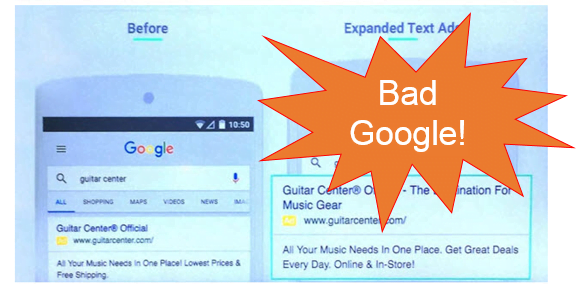 Before
10:50
Google
guitar center
ALL SHOPPING MAPS VIDEOS NEWS
Guitar Center® Official
Ad www.guitarcenter.com/
All Your Music Needs In One Place! Lowest Prices &
Free Shipping.
Expanded Text
Bad
Google!
Guitar Center® - The For
Music Gear
Ad www.guitarcenter.com/
All Your Music Needs In One Place. Get Great Deals
Every Day. Online & In-Store!